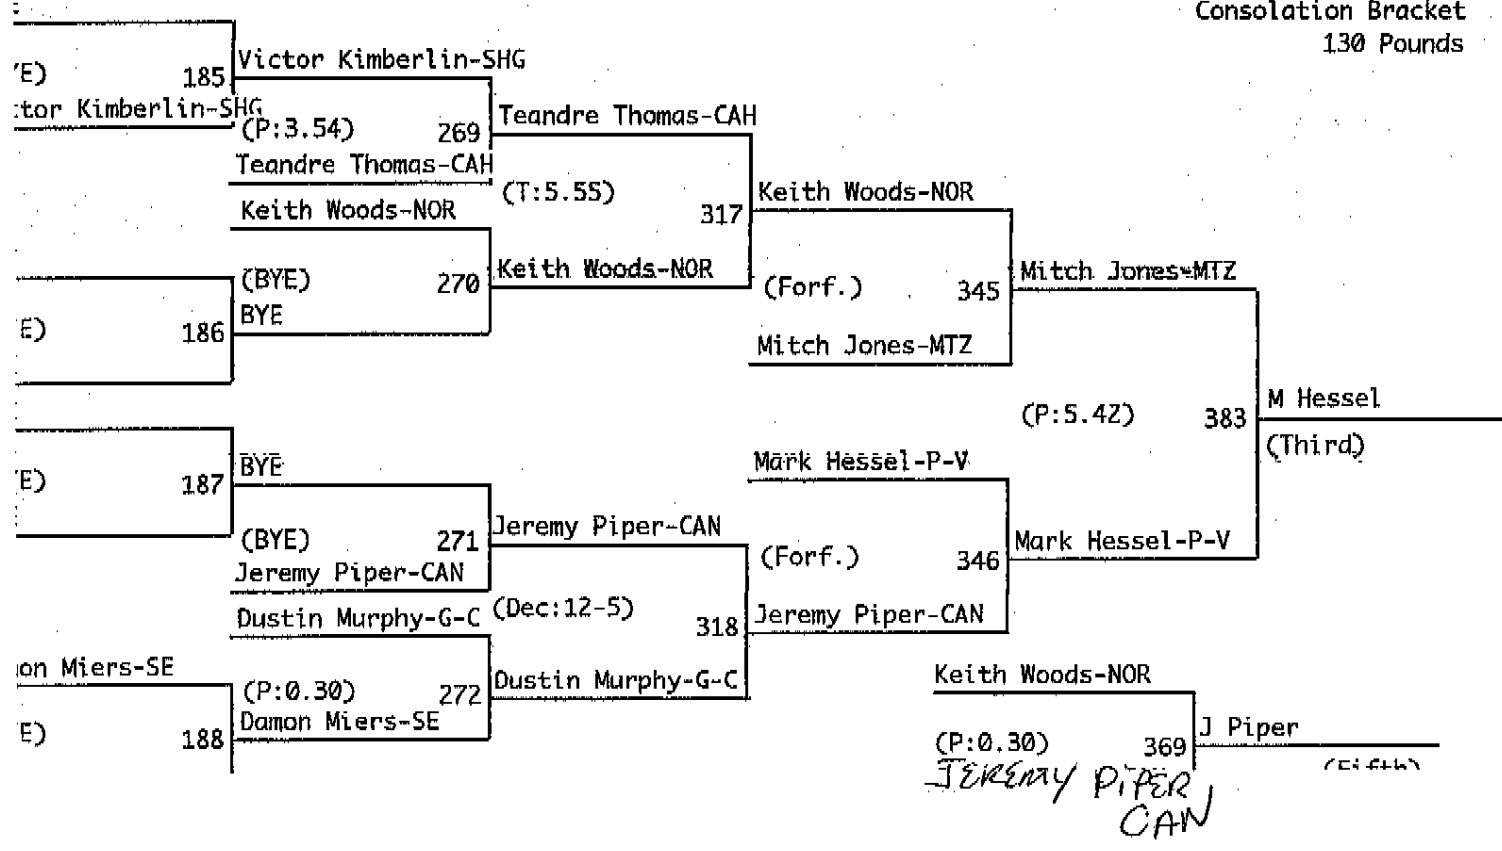 Consolation Bracket
130 Pounds
Victor Kimberlin-SHG
185
Kimberlin-SHG
(P:3.54)
269
Teandre Thomas-CAH
Teandre Thomas-CAH
(T:5.55)
317
Keith Woods-NOR
Keith Woods-NOR
(BYE)
270
Keith Woods-NOR
BYE
186
(Forf.)
345
Mitch Jones-MTZ
Mitch Jones-MTZ
(P:5.42)
383
M Hessel
(Third)
BYE
187
(BYE)
271
Jeremy Piper-CAN
Jeremy Piper-CAN
Mark Hessel-P-V
(Forf.)
346
Mark Hessel-P-V
Dustin Murphy-G-C
(Dec:12-5)
318
Jeremy Piper-CAN
Miers-SE
(P:0.30)
272
Dustin Murphy-G-C
Damon Miers-SE
188
Keith Woods-NOR
(P:0.30)
369
J Piper
(Fifth)
JEREMY PIPER
CAN